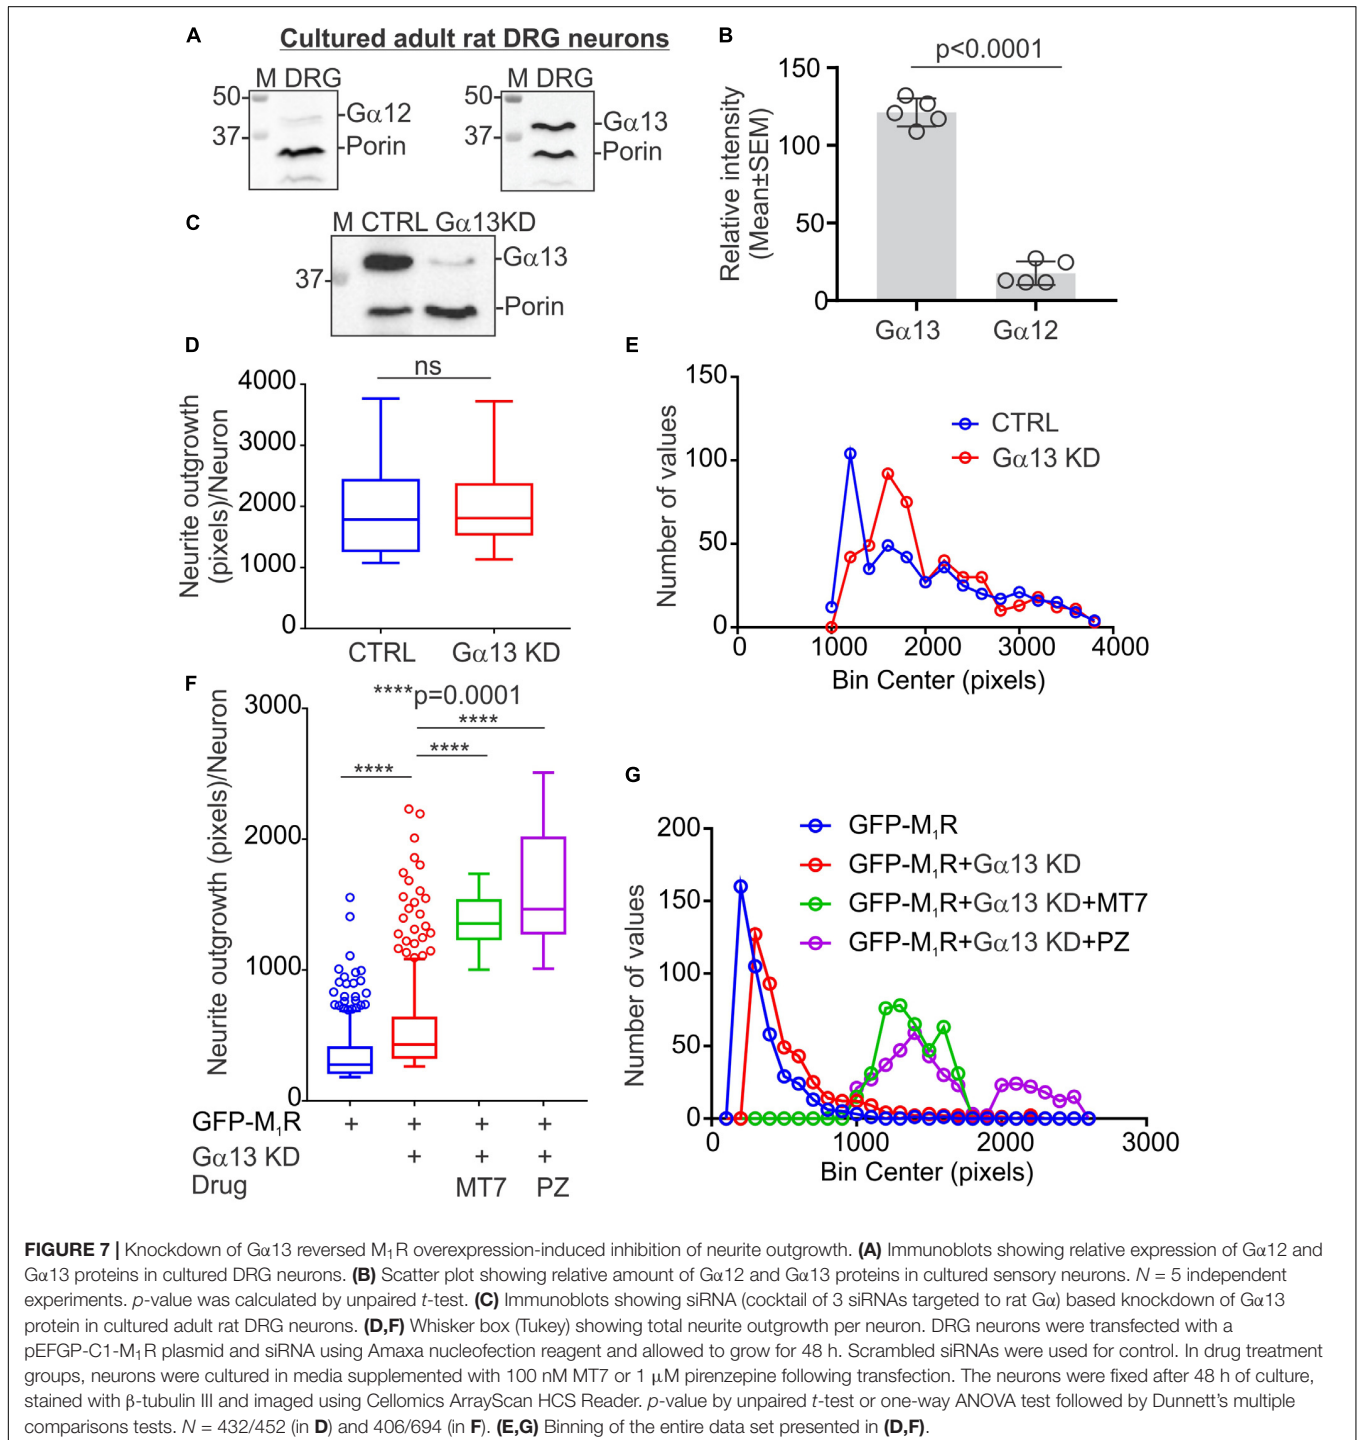 A
Cultured adult rat DRG neurons
M DRG
50
Gα12
37
Porin
M DRG
50
Gα13
37
Porin
B
p<0.0001
Relative intensity
(Mean±SEM)
150
100
50
0
Gα13
Gα12
C
M CTRL Gα13KD
Gα13
37
Porin
D
ns
Neurite outgrowth
(pixels)/Neuron
4000
3000
2000
1000
0
CTRL
Gα13 KD
E
Number of values
150
100
50
0
CTRL
Gα13 KD
0 1000 2000 3000 4000
Bin Center (pixels)
F
****p=0.0001
****
****
****
Neurite outgrowth (pixels)/Neuron
3000
2000
1000
0
GFP-M₁R + + + +
Gα13 KD + + +
Drug MT7 PZ
G
Number of values
200
150
100
50
0
GFP-M₁R
GFP-M₁R+Gα13 KD
GFP-M₁R+Gα13 KD+MT7
GFP-M₁R+Gα13 KD+PZ
0 1000 2000 3000
Bin Center (pixels)
FIGURE 7 | Knockdown of Gα13 reversed M₁R overexpression-induced inhibition of neurite outgrowth. (A) Immunoblots showing relative expression of Gα12 and
Gα13 proteins in cultured DRG neurons. (B) Scatter plot showing relative amount of Gα12 and Gα13 proteins in cultured sensory neurons. N = 5 independent
experiments. p-value was calculated by unpaired t-test. (C) Immunoblots showing siRNA (cocktail of 3 siRNAs targeted to rat Gα) based knockdown of Gα13
protein in cultured adult rat DRG neurons. (D,F) Whisker box (Tukey) showing total neurite outgrowth per neuron. DRG neurons were transfected with a
pEFGP-C1-M₁R plasmid and siRNA using Amaxa nucleofection reagent and allowed to grow for 48 h. Scrambled siRNAs were used for control. In drug treatment
groups, neurons were cultured in media supplemented with 100 nM MT7 or 1 μM pirenzepine following transfection. The neurons were fixed after 48 h of culture,
stained with β-tubulin III and imaged using Cellomics ArrayScan HCS Reader. p-value by unpaired t-test or one-way ANOVA test followed by Dunnett's multiple
comparisons tests. N = 432/452 (in D) and 406/694 (in F). (E,G) Binning of the entire data set presented in (D,F).